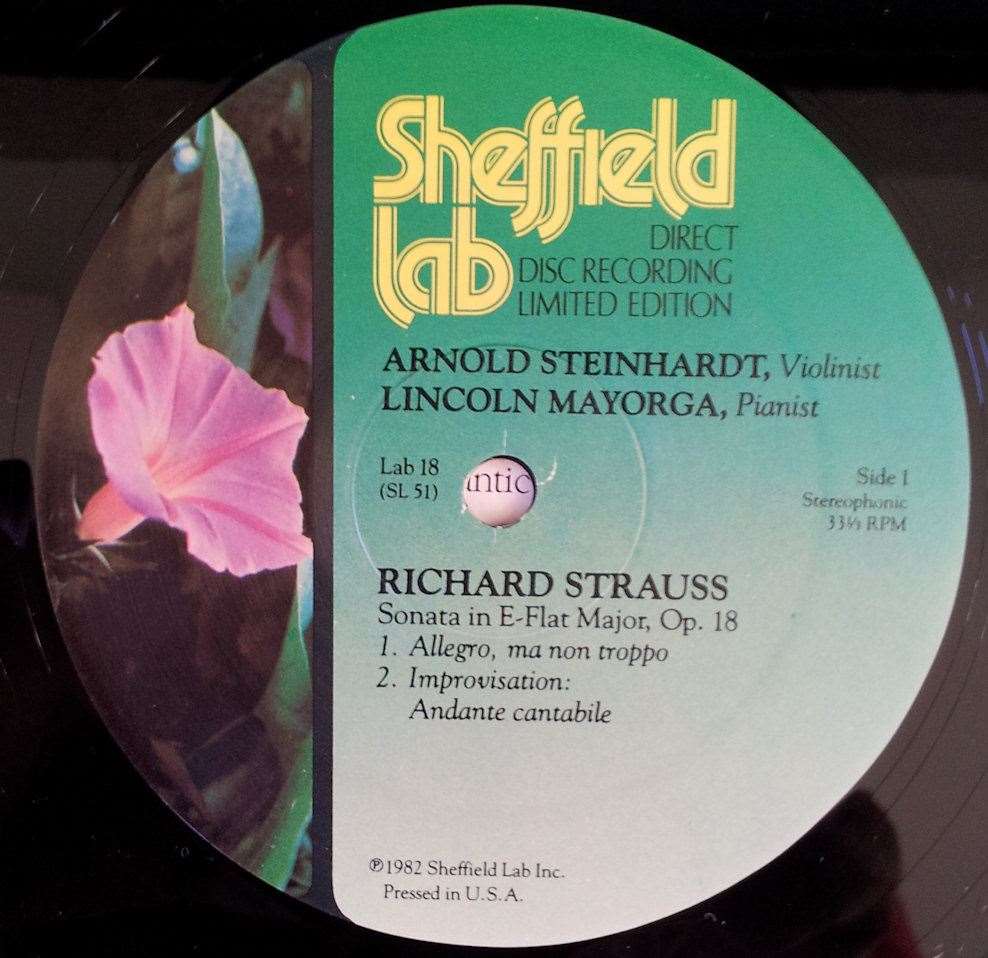 Sheffield
Lab
DIRECT
DISC RECORDING
LIMITED EDITION
ARNOLD STEINHARDT, Violinist
LINCOLN MAYORGA, Pianist
Lab 18
(SL 51)
antic
Side 1
Stereophonic
33⅓ RPM
RICHARD STRAUSS
Sonata in E-Flat Major, Op. 18
1. Allegro, ma non troppo
2. Improvisation:
Andante cantabile
℗1982 Sheffield Lab Inc.
Pressed in U.S.A.